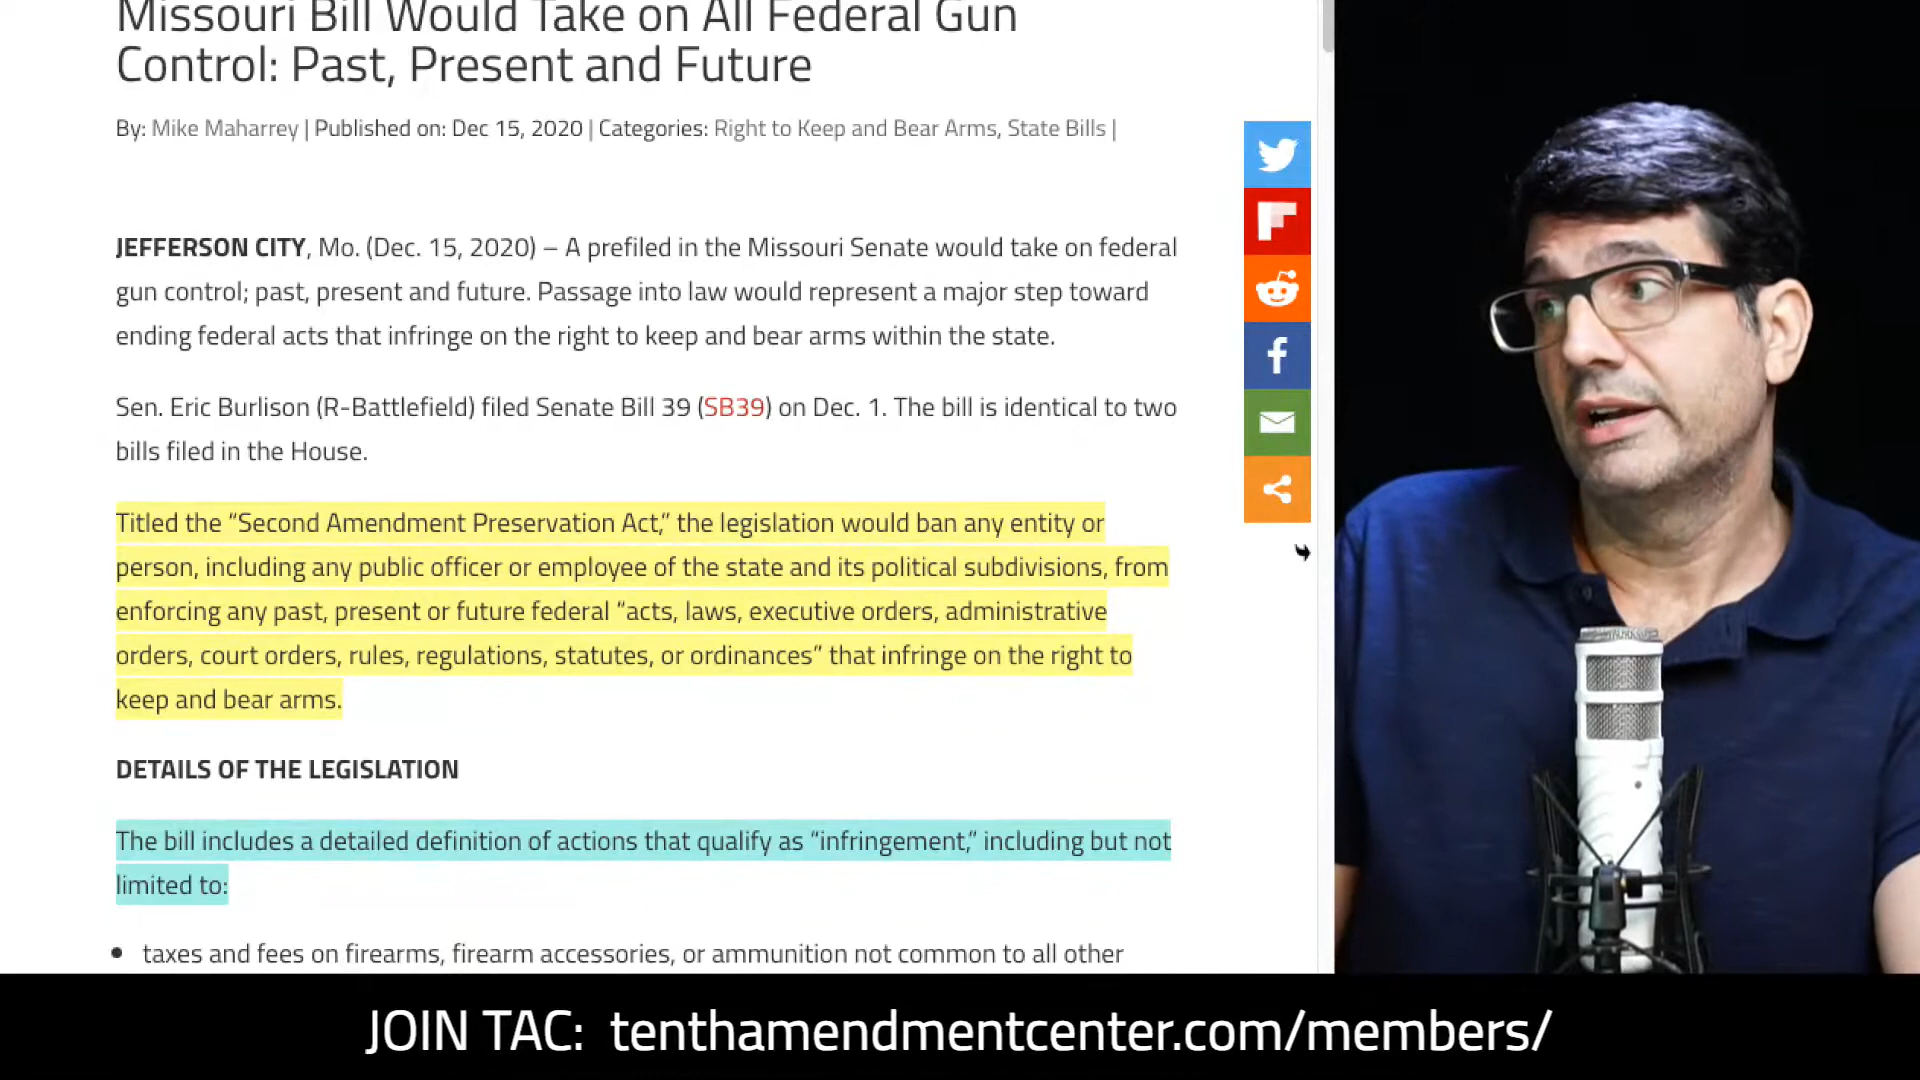 Missouri Bill Would Take on All Federal Gun
Control: Past, Present and Future
By: Mike Maharrey | Published on: Dec 15, 2020 | Categories: Right to Keep and Bear Arms, State Bills |
JEFFERSON CITY, Mo. (Dec. 15, 2020) – A prefiled in the Missouri Senate would take on federal
gun control; past, present and future. Passage into law would represent a major step toward
ending federal acts that infringe on the right to keep and bear arms within the state.
Sen. Eric Burlison (R-Battlefield) filed Senate Bill 39 (SB39) on Dec. 1. The bill is identical to two
bills filed in the House.
Titled the “Second Amendment Preservation Act,” the legislation would ban any entity or
person, including any public officer or employee of the state and its political subdivisions, from
enforcing any past, present or future federal “acts, laws, executive orders, administrative
orders, court orders, rules, regulations, statutes, or ordinances” that infringe on the right to
keep and bear arms.
DETAILS OF THE LEGISLATION
The bill includes a detailed definition of actions that qualify as “infringement,” including but not
limited to:
• taxes and fees on firearms, firearm accessories, or ammunition not common to all other
JOIN TAC: tenthamendmentcenter.com/members/